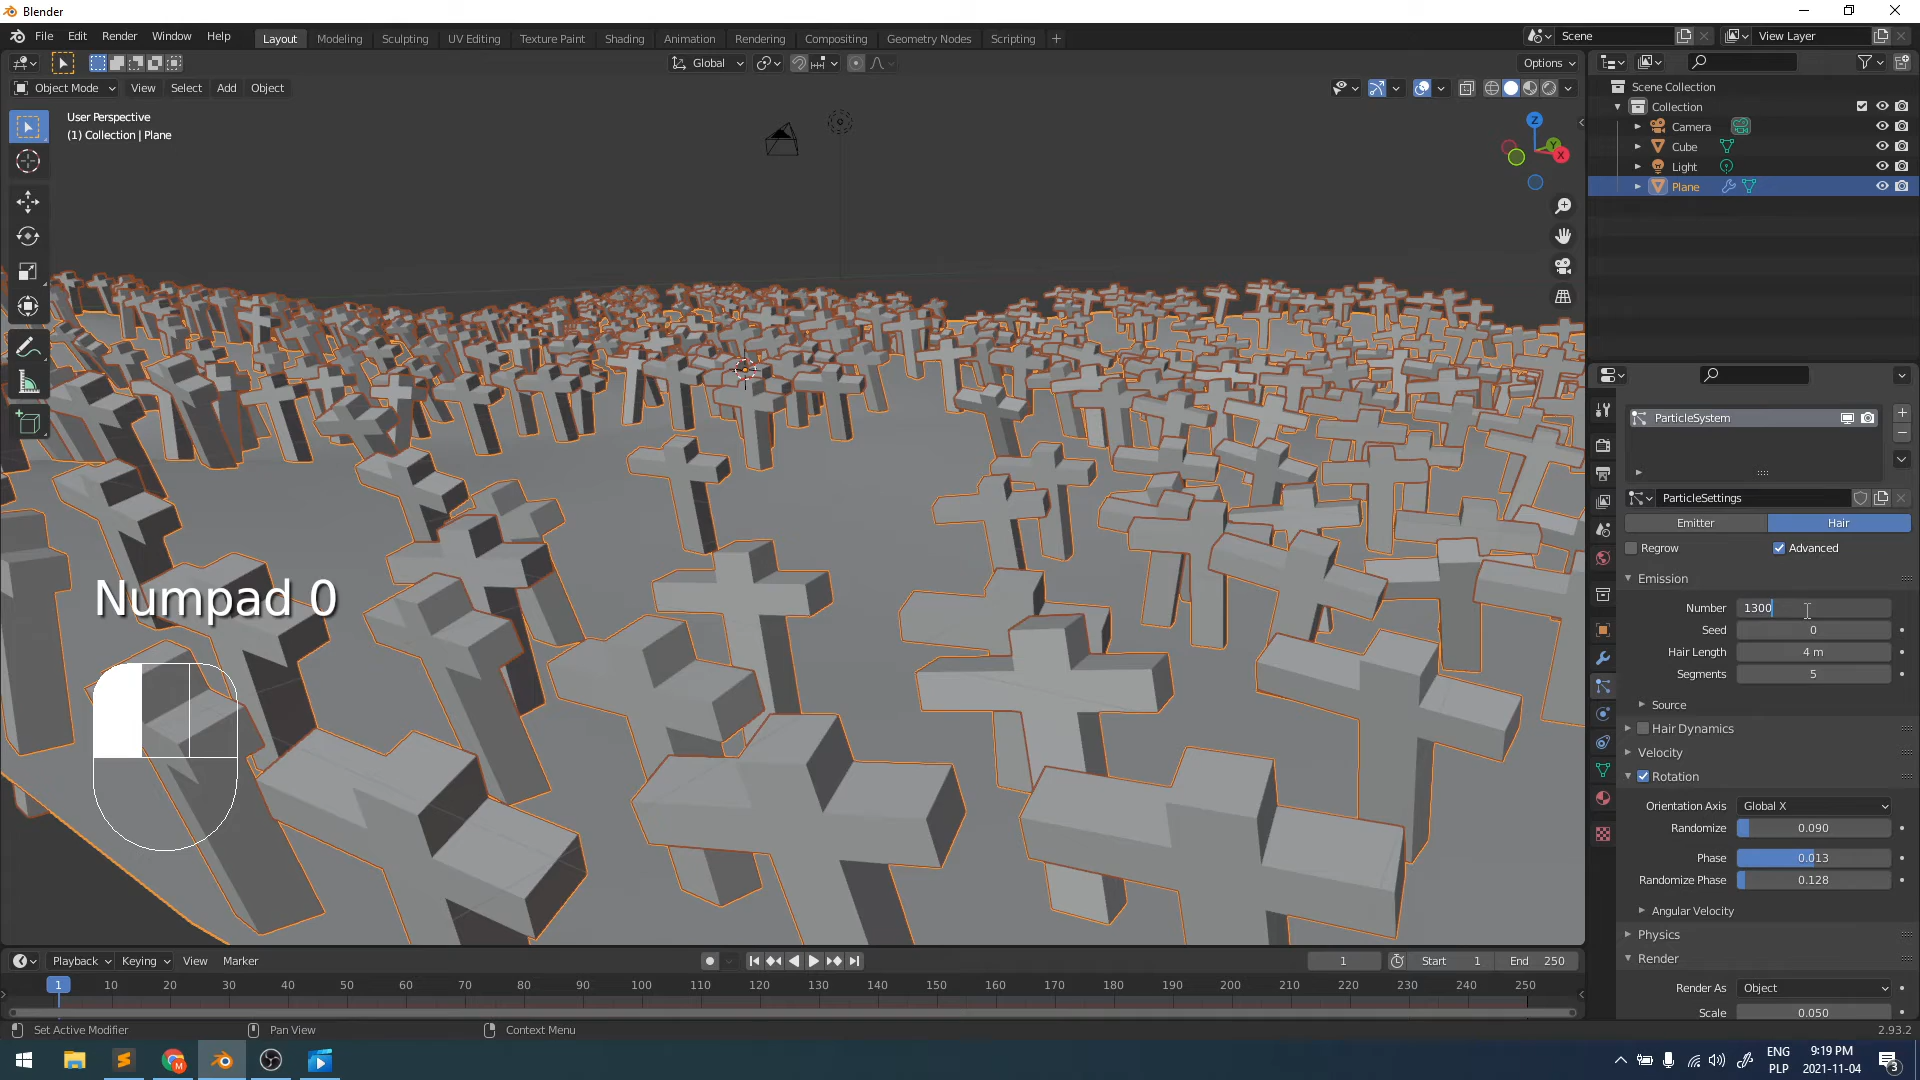 Blender
File Edit Render Window Help
Layout Modeling Sculpting UV Editing Texture Paint Shading Animation Rendering Compositing Geometry Nodes Scripting +
Scene
View Layer
Global
Options
Object Mode View Select Add Object
User Perspective
(1) Collection | Plane
Z
Y
X
Scene Collection
Collection
Camera
Cube
Light
Plane
ParticleSystem
ParticleSettings
Emitter Hair
Regrow Advanced
Emission
Number 1300
Seed 0
Hair Length 4 m
Segments 5
Source
Hair Dynamics
Velocity
Rotation
Orientation Axis Global X
Randomize 0.090
Phase 0.013
Randomize Phase 0.128
Angular Velocity
Physics
Render
Render As Object
Scale 0.050
Numpad 0
Playback Keying View Marker
1 Start 1 End 250
1 10 20 30 40 50 60 70 80 90 100 110 120 130 140 150 160 170 180 190 200 210 220 230 240 250
Set Active Modifier Pan View Context Menu 2.93.2
ENG
PLP
9:19 PM
2021-11-04
3